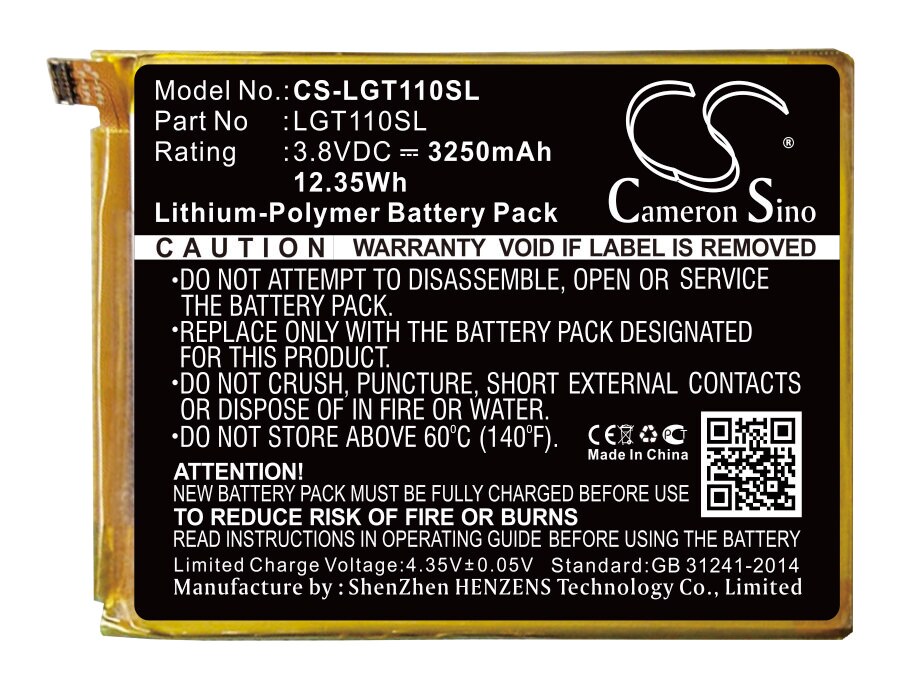 Model No.:CS-LGT110SL
Part No :LGT110SL
Rating :3.8VDC ⎓ 3250mAh
12.35Wh
Lithium-Polymer Battery Pack
CS
®
Cameron Sino
CAUTION WARRANTY VOID IF LABEL IS REMOVED
•DO NOT ATTEMPT TO DISASSEMBLE, OPEN OR SERVICE
THE BATTERY PACK.
•REPLACE ONLY WITH THE BATTERY PACK DESIGNATED
FOR THIS PRODUCT.
•DO NOT CRUSH, PUNCTURE, SHORT EXTERNAL CONTACTS
OR DISPOSE OF IN FIRE OR WATER.
•DO NOT STORE ABOVE 60°C (140°F).
CE PCT
Made In China
ATTENTION!
NEW BATTERY PACK MUST BE FULLY CHARGED BEFORE USE
TO REDUCE RISK OF FIRE OR BURNS
READ INSTRUCTIONS IN OPERATING GUIDE BEFORE USING THE BATTERY
Limited Charge Voltage:4.35V±0.05V Standard:GB 31241-2014
Manufacture by : ShenZhen HENZENS Technology Co., Limited